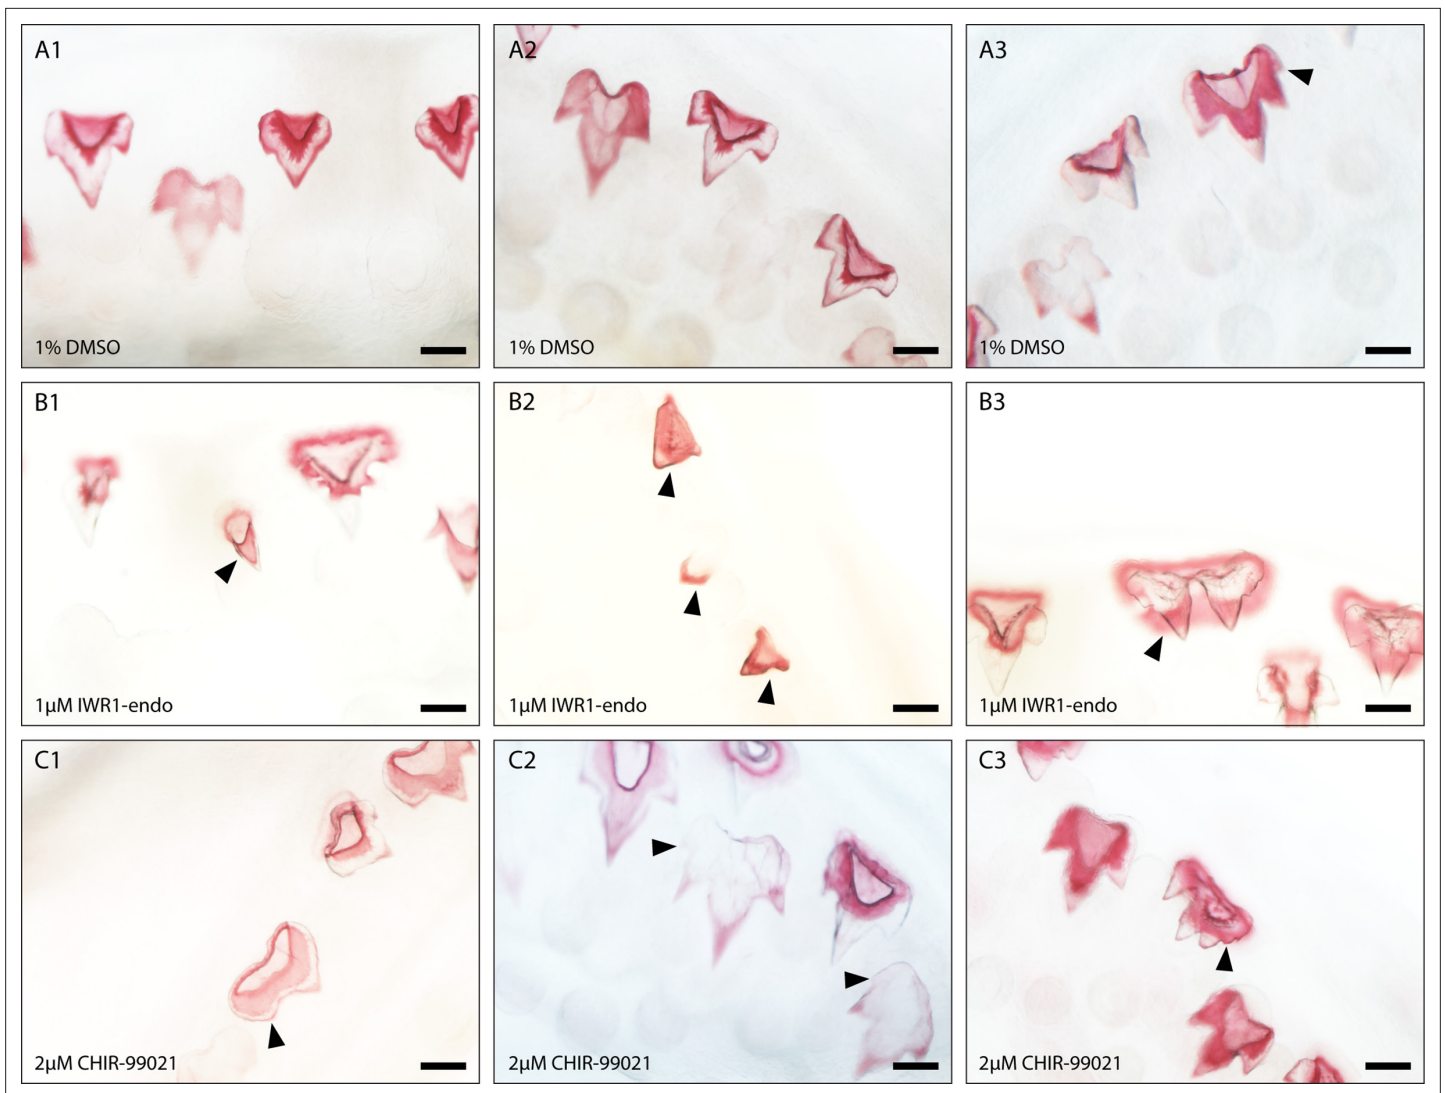 A1
1% DMSO
A2
1% DMSO
A3
1% DMSO
B1
1µM IWR1-endo
B2
1µM IWR1-endo
B3
1µM IWR1-endo
C1
2µM CHIR-99021
C2
2µM CHIR-99021
C3
2µM CHIR-99021